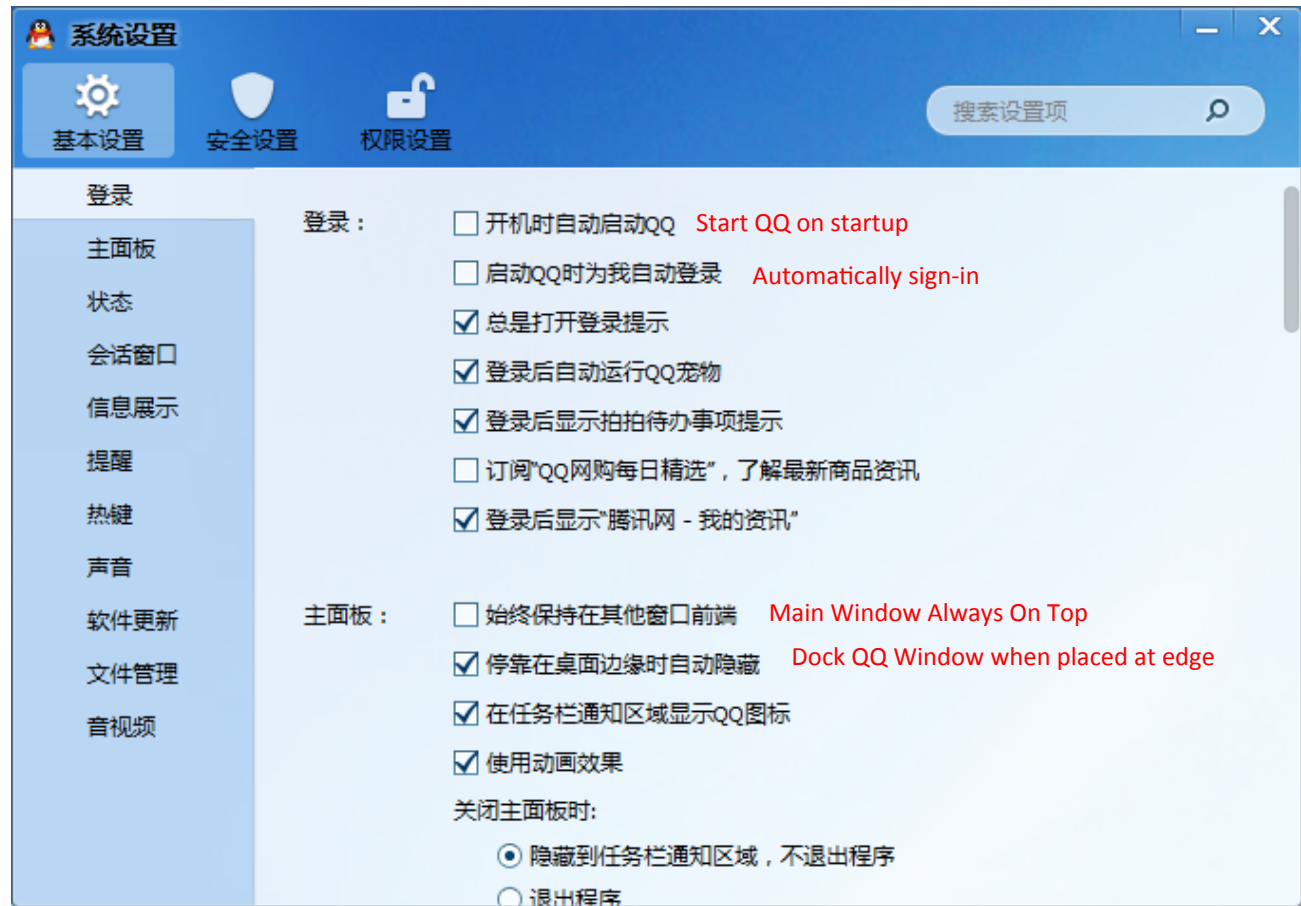 系统设置
基本设置
安全设置
权限设置
搜索设置项
登录
主面板
状态
会话窗口
信息展示
提醒
热键
声音
软件更新
文件管理
音视频
登录：
开机时自动启动QQ Start QQ on startup
启动QQ时为我自动登录 Automatically sign-in
总是打开登录提示
登录后自动运行QQ宠物
登录后显示拍拍待办事项提示
订阅"QQ网购每日精选"，了解最新商品资讯
登录后显示"腾讯网 - 我的资讯"
主面板：
始终保持在其他窗口前端 Main Window Always On Top
停靠在桌面边缘时自动隐藏 Dock QQ Window when placed at edge
在任务栏通知区域显示QQ图标
使用动画效果
关闭主面板时:
隐藏到任务栏通知区域，不退出程序
退出程序